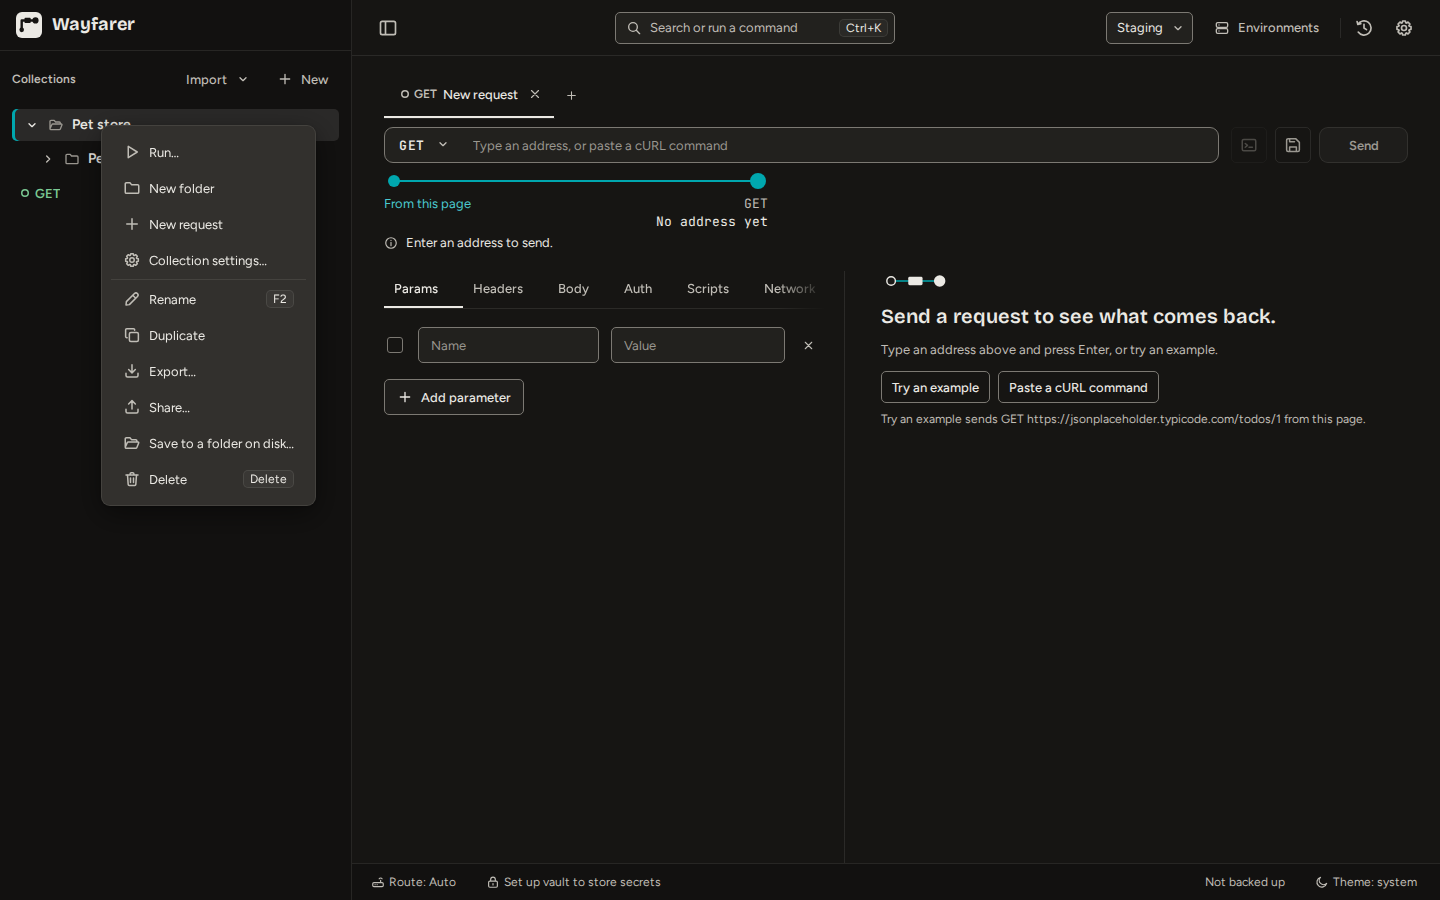 Wayfarer
Search or run a command
Ctrl+K
Staging
Environments
Collections
Import
New
GET New request
Pet store
GET
Type an address, or paste a cURL command
Send
GET
Run...
New folder
New request
Collection settings...
Rename
F2
Duplicate
Export...
Share...
Save to a folder on disk...
Delete
Delete
From this page
GET
No address yet
Enter an address to send.
Params
Headers
Body
Auth
Scripts
Network
Name
Value
Add parameter
Send a request to see what comes back.
Type an address above and press Enter, or try an example.
Try an example
Paste a cURL command
Try an example sends GET https://jsonplaceholder.typicode.com/todos/1 from this page.
Route: Auto
Set up vault to store secrets
Not backed up
Theme: system